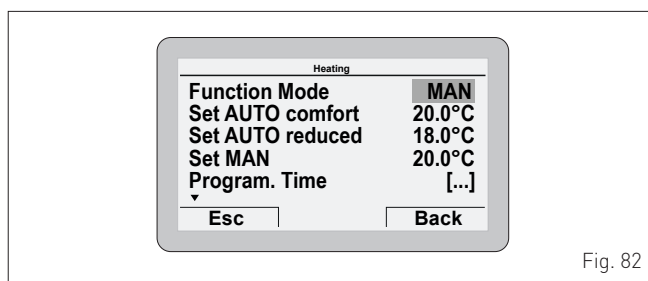 Heating
Function Mode MAN
Set AUTO comfort 20.0°C
Set AUTO reduced 18.0°C
Set MAN 20.0°C
Program. Time [...]
Esc Back
Fig. 82